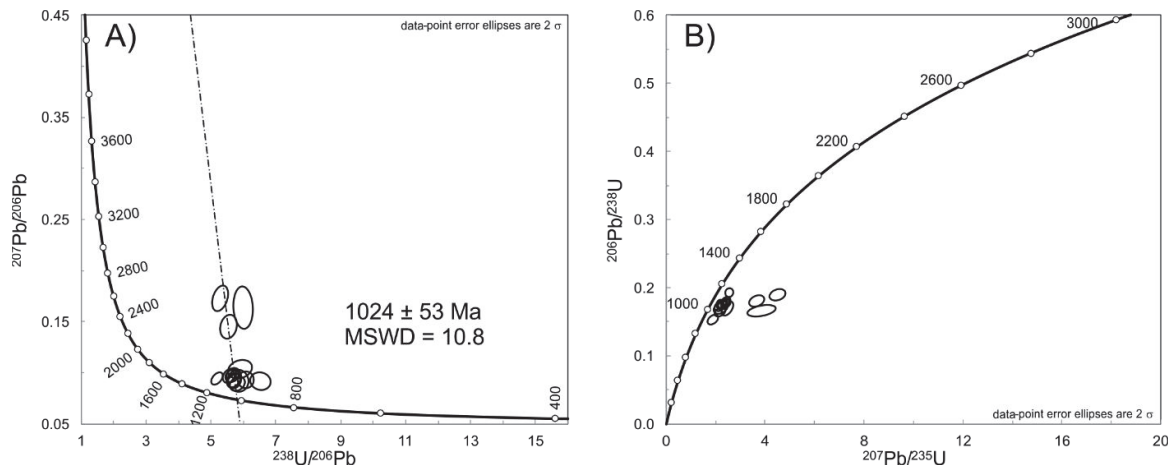 A)
data-point error ellipses are 2 σ
0.45
0.35
0.25
0.15
0.05
207Pb/206Pb
3600
3200
2800
2400
2000
1600
1200
800
400
1024 ± 53 Ma
MSWD = 10.8
1 3 5 7 9 11 13 15
238U/206Pb
B)
0.6
0.5
0.4
0.3
0.2
0.1
0.0
206Pb/238U
3000
2600
2200
1800
1400
1000
data-point error ellipses are 2 σ
0 4 8 12 16 20
207Pb/235U